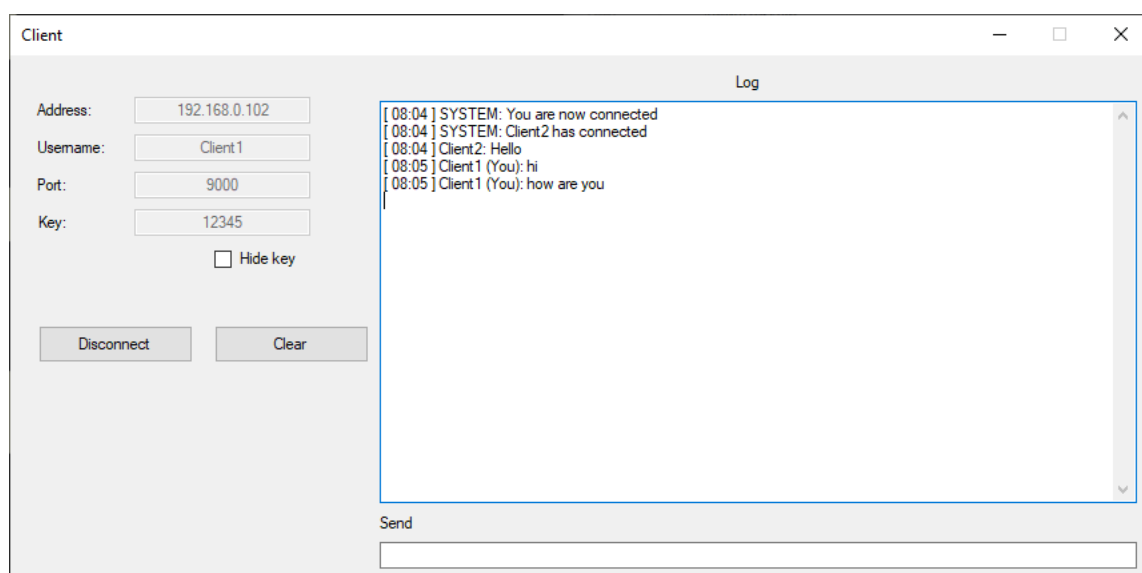 Client
Address: 192.168.0.102
Username: Client1
Port: 9000
Key: 12345
Hide key
Disconnect Clear
Log
[ 08:04 ] SYSTEM: You are now connected
[ 08:04 ] SYSTEM: Client2 has connected
[ 08:04 ] Client2: Hello
[ 08:05 ] Client1 (You): hi
[ 08:05 ] Client1 (You): how are you
Send